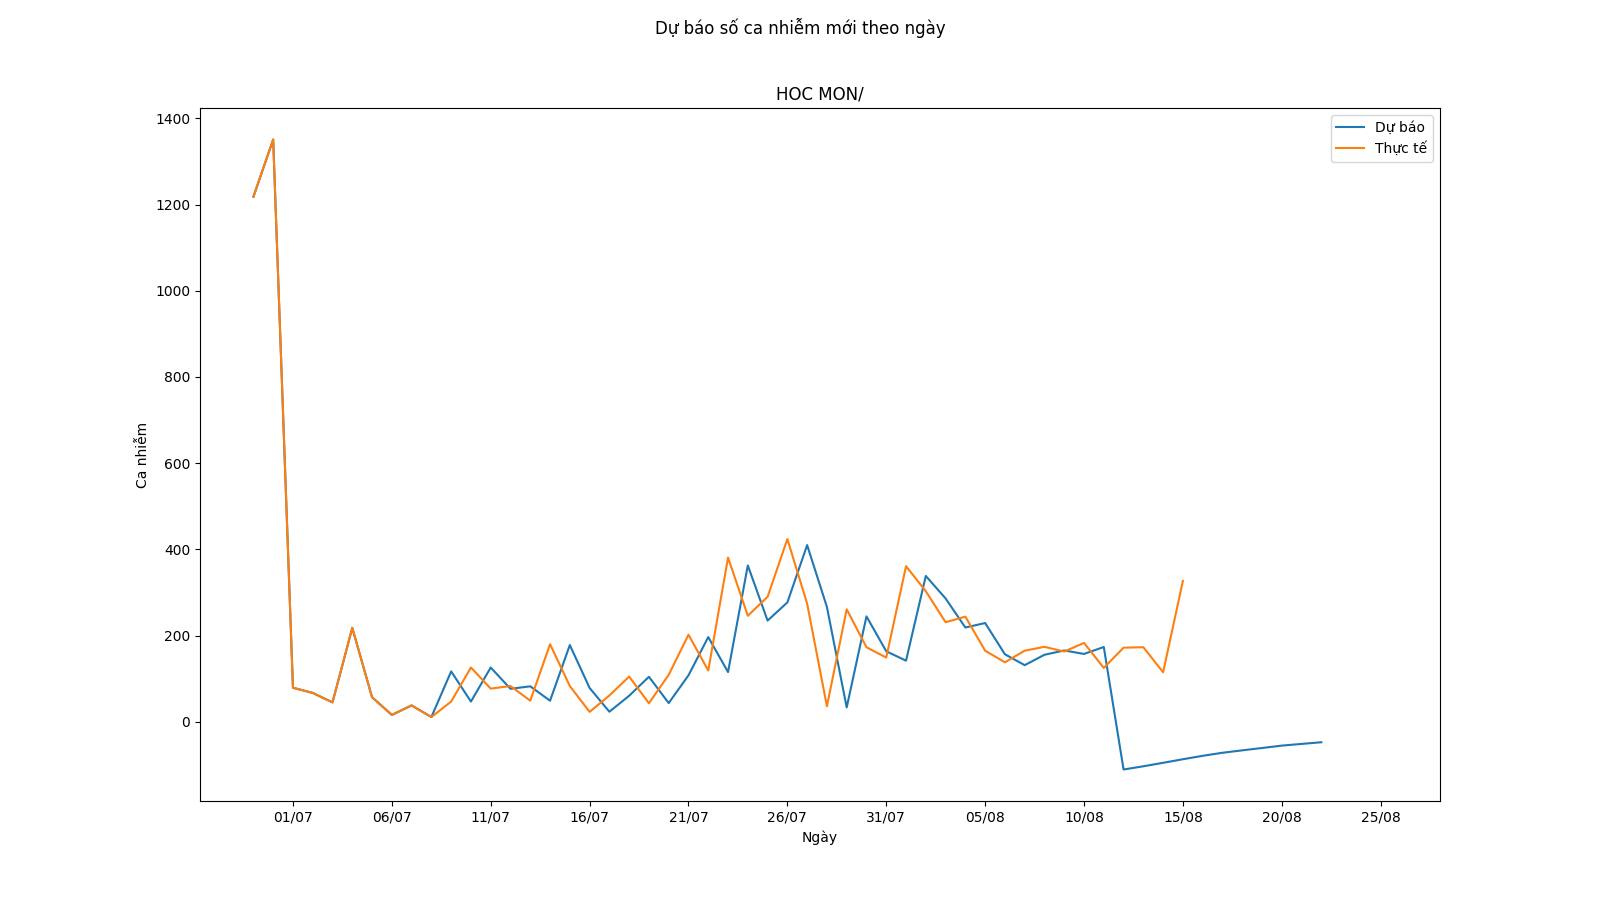 Dự báo số ca nhiễm mới theo ngày
HOC MON/
Dự báo
Thực tế
1400
1200
1000
800
600
400
200
0
Ca nhiễm
01/07 06/07 11/07 16/07 21/07 26/07 31/07 05/08 10/08 15/08 20/08 25/08
Ngày